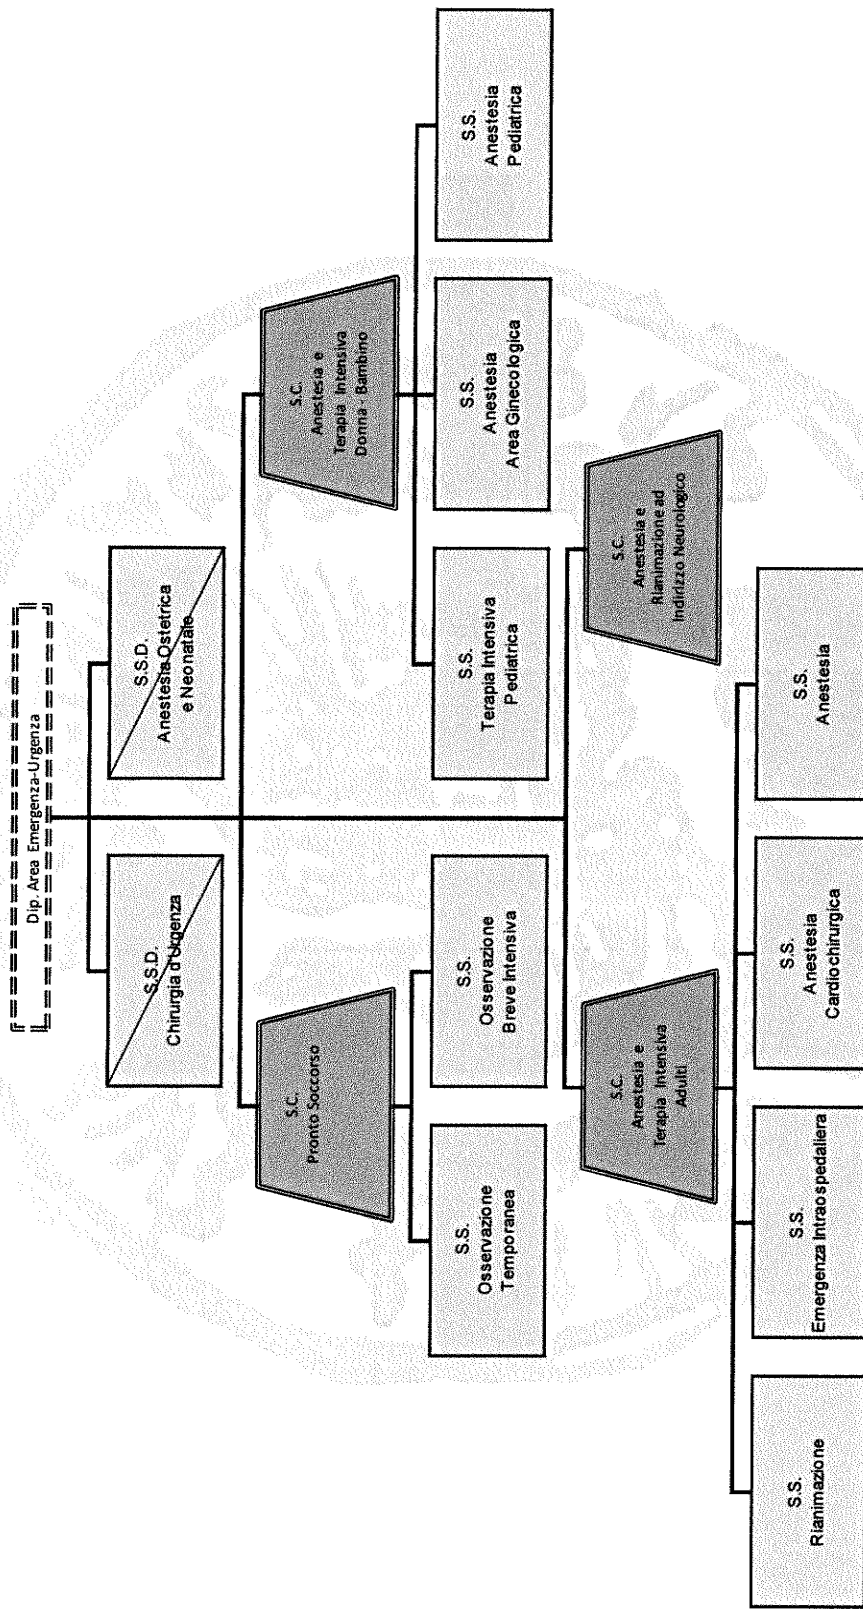 Dip. Area Emergenza-Urgenza
S.S.D.
Chirurgia d'Urgenza
S.S.D.
Anestesia Ostetrica
e Neonatale
S.C.
Pronto Soccorso
S.C.
Anestesia e
Terapia Intensiva
Donna - Bambino
S.S.
Osservazione
Temporanea
S.S.
Osservazione
Breve Intensiva
S.S.
Terapia Intensiva
Pediatrica
S.S.
Anestesia
Area Ginecologica
S.S.
Anestesia
Pediatrica
S.C.
Anestesia e
Terapia Intensiva
Adulti
S.C.
Anestesia e
Rianimazione ad
Indirizzo Neurologico
S.S.
Rianimazione
S.S.
Emergenza Intraospedaliera
S.S.
Anestesia
Cardiochirurgica
S.S.
Anestesia